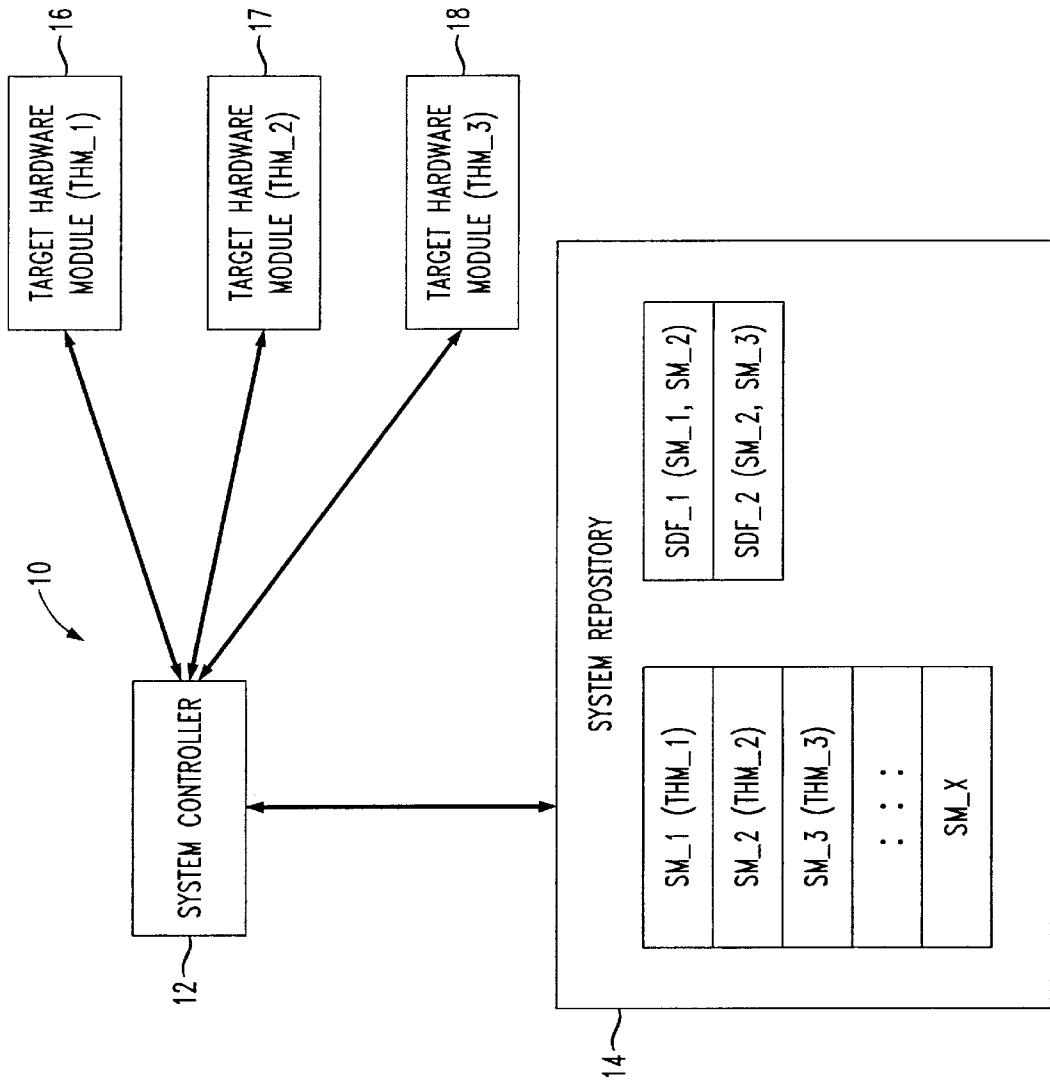 10
SYSTEM CONTROLLER
12
TARGET HARDWARE
MODULE (THM_1)
16
TARGET HARDWARE
MODULE (THM_2)
17
TARGET HARDWARE
MODULE (THM_3)
18
14
SYSTEM REPOSITORY
SM_1 (THM_1)
SM_2 (THM_2)
SM_3 (THM_3)
SM_X
SDF_1 (SM_1, SM_2)
SDF_2 (SM_2, SM_3)